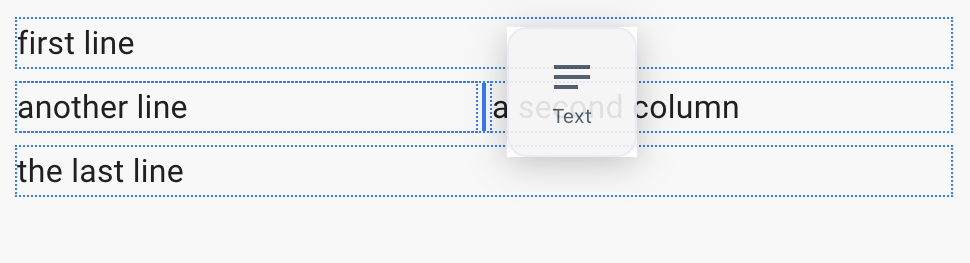 first line
another line
a second column
Text
the last line